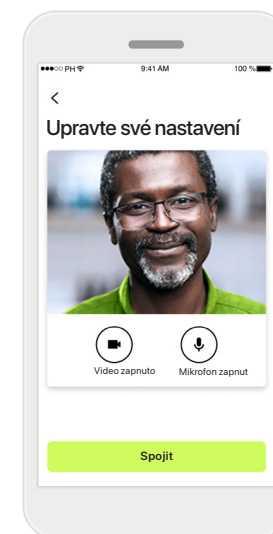 PH 9:41 AM 100 %
Upravte své nastavení
Video zapnuto Mikrofon zapnut
Spojit